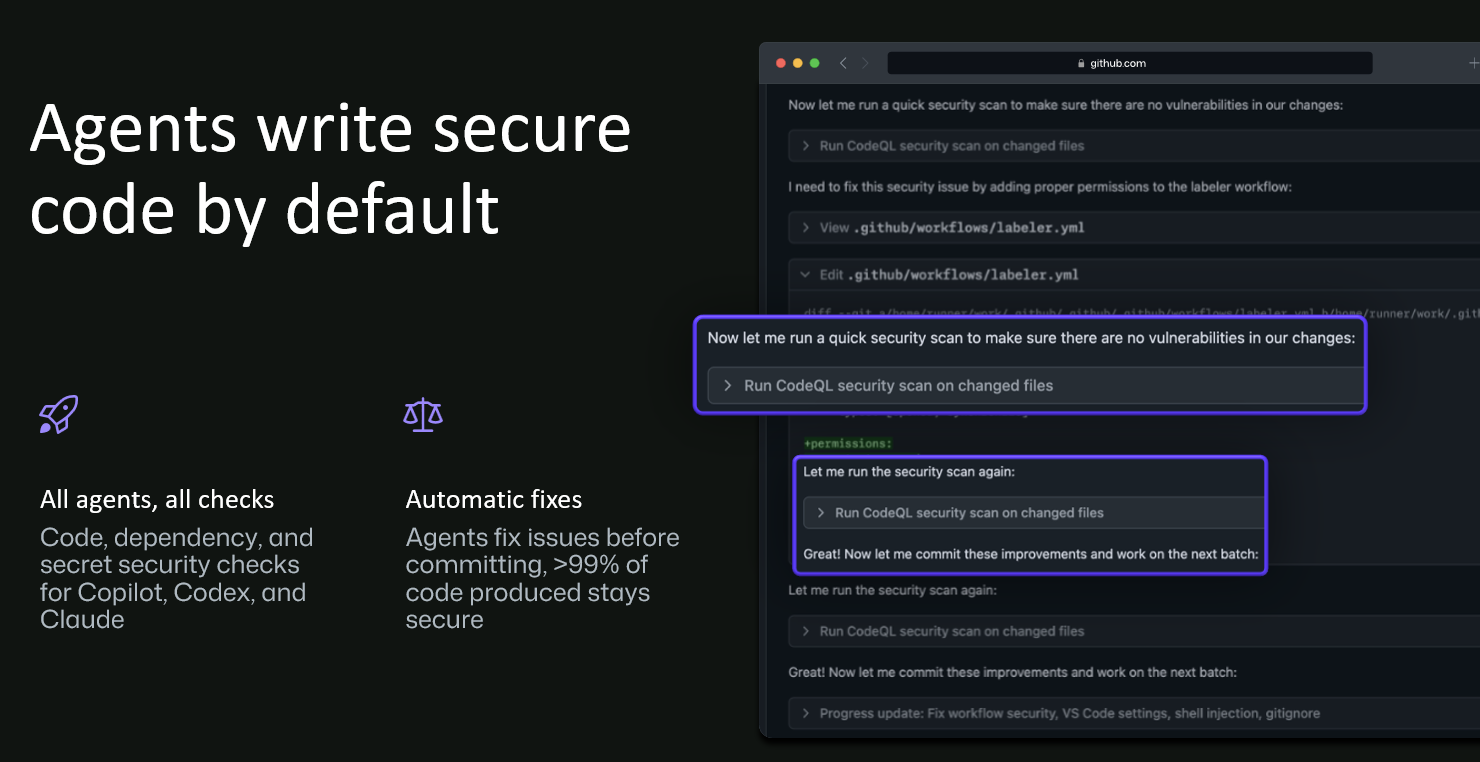 Agents write secure
code by default
All agents, all checks
Code, dependency, and
secret security checks
for Copilot, Codex, and
Claude
Automatic fixes
Agents fix issues before
committing, >99% of
code produced stays
secure
github.com
Now let me run a quick security scan to make sure there are no vulnerabilities in our changes:
Run CodeQL security scan on changed files
I need to fix this security issue by adding proper permissions to the labeler workflow:
View .github/workflows/labeler.yml
Edit .github/workflows/labeler.yml
Now let me run a quick security scan to make sure there are no vulnerabilities in our changes:
Run CodeQL security scan on changed files
+permissions:
Let me run the security scan again:
Run CodeQL security scan on changed files
Great! Now let me commit these improvements and work on the next batch:
Let me run the security scan again:
Run CodeQL security scan on changed files
Great! Now let me commit these improvements and work on the next batch:
Progress update: Fix workflow security, VS Code settings, shell injection, gitignore